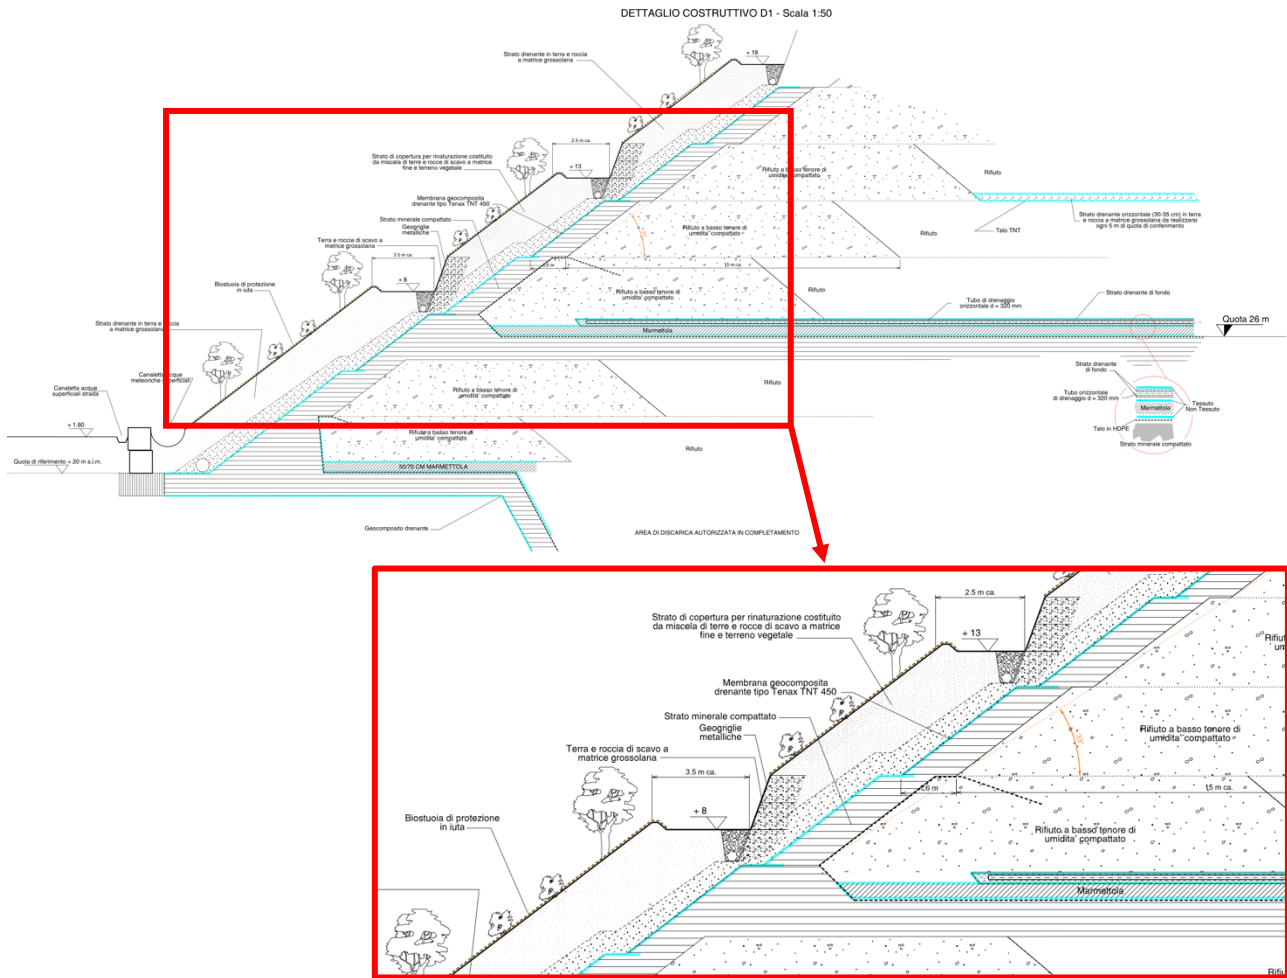 DETTAGLIO COSTRUTTIVO D1 - Scala 1:50
+ 18
Strato drenante in terra e roccia
a matrice grossolana
2.5 m ca.
Strato di copertura per rinaturazione costituito
da miscela di terre e rocce di scavo a matrice
fine e terreno vegetale
+ 13
Rifiuto a basso tenore di
umidita' compattato
Rifiuto
Membrana geocomposita
drenante tipo Tenax TNT 450
Strato minerale compattato
Geogriglie
metalliche
Terra e roccia di scavo a
matrice grossolana
3.5 m ca.
Rifiuto a basso tenore di
umidita' compattato
Rifiuto
Telo TNT
Strato drenante orizzontale (30-35 cm) in terra
e roccia a matrice grossolana da realizzarsi
ogni 5 m di quota di conferimento
15 m ca.
+ 8
Biostuoia di protezione
in iuta
Rifiuto a basso tenore di
umidita' compattato
Rifiuto
Tubo di drenaggio
orizzontale d = 320 mm
Strato drenante di fondo
Marmettola
Quota 26 m
Strato drenante in terra e roccia
a matrice grossolana
Canaletta acque
meteoriche superficiali
Canaletta acque
superficiali strada
+ 1.60
Rifiuto a basso tenore di
umidita' compattato
Rifiuto
Strato drenante
di fondo
Tubo orizzontale
di drenaggio d = 320 mm
Marmettola
Tessuto
Non Tessuto
Telo in HDPE
Strato minerale compattato
Rifiuto a basso tenore di
umidita' compattato
Rifiuto
Quota di riferimento + 20 m s.l.m.
50/70 CM MARMETTOLA
Geocomposito drenante
AREA DI DISCARICA AUTORIZZATA IN COMPLETAMENTO
2.5 m ca.
Strato di copertura per rinaturazione costituito
da miscela di terre e rocce di scavo a matrice
fine e terreno vegetale
+ 13
Membrana geocomposita
drenante tipo Tenax TNT 450
Strato minerale compattato
Geogriglie
metalliche
Terra e roccia di scavo a
matrice grossolana
3.5 m ca.
Rifiuto a basso tenore di
umidita' compattato
15 m ca.
+ 8
Biostuoia di protezione
in iuta
Rifiuto a basso tenore di
umidita' compattato
Marmettola